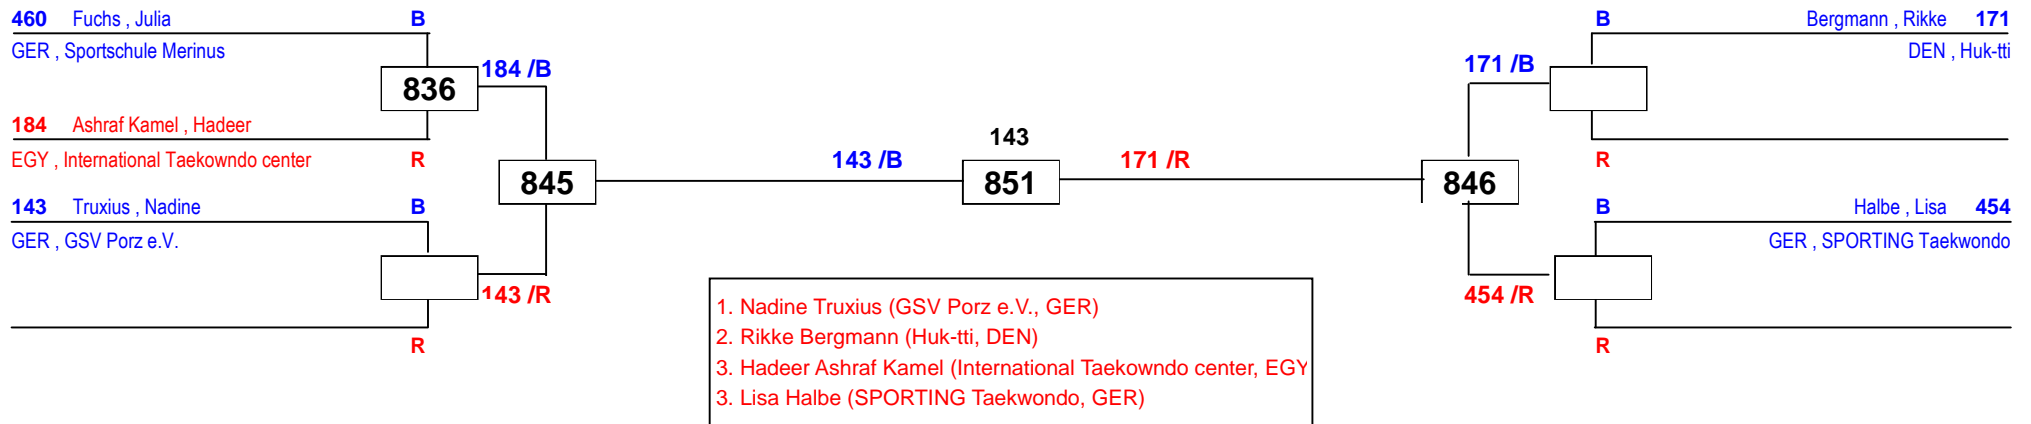 460 Fuchs , Julia B
GER , Sportschule Merinus
184 /B
836
184 Ashraf Kamel , Hadeer
EGY , International Taekowndo center R
845
143 Truxius , Nadine B
GER , GSV Porz e.V.
143 /R
R
143 /B
143
851
171 /R
B Bergmann , Rikke 171
DEN , Huk-tti
171 /B
R
846
B Halbe , Lisa 454
GER , SPORTING Taekwondo
454 /R
R
1. Nadine Truxius (GSV Porz e.V., GER)
2. Rikke Bergmann (Huk-tti, DEN)
3. Hadeer Ashraf Kamel (International Taekowndo center, EGY
3. Lisa Halbe (SPORTING Taekwondo, GER)